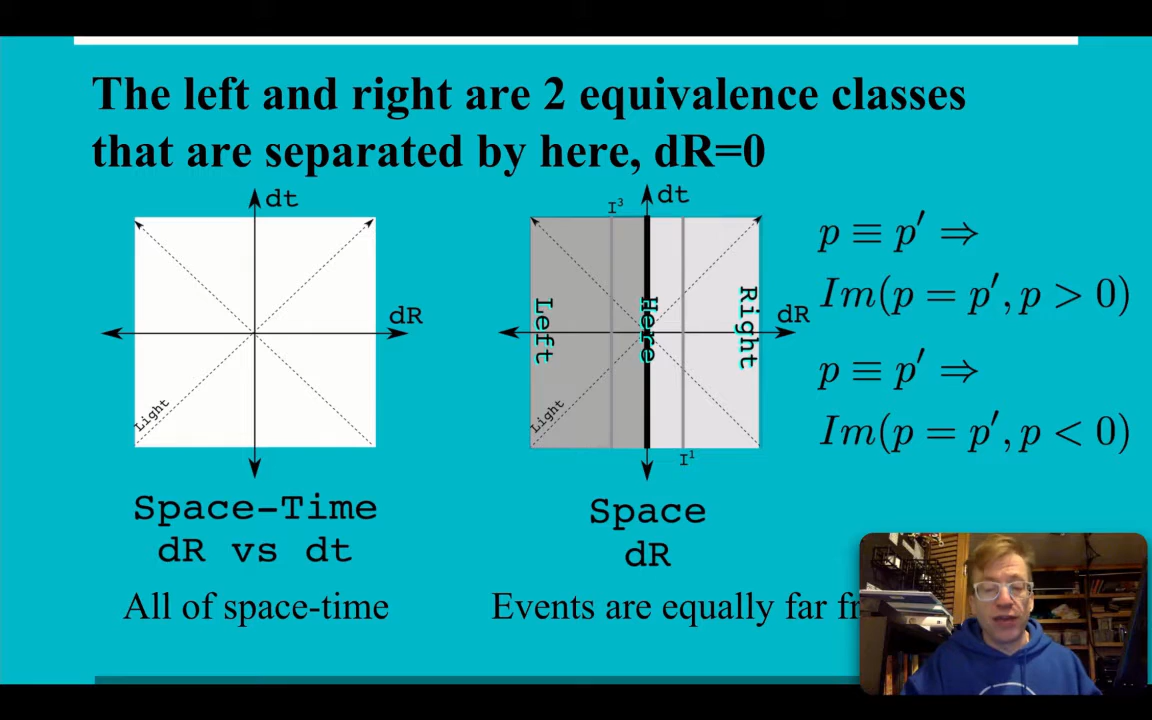 The left and right are 2 equivalence classes
that are separated by here, dR=0
dt
dR
Light
Space-Time
dR vs dt
All of space-time
I³
dt
dR
Left
Here
Right
Light
I¹
Space
dR
Events are equally far
p ≡ p′ ⇒
Im(p = p′, p > 0)
p ≡ p′ ⇒
Im(p = p′, p < 0)